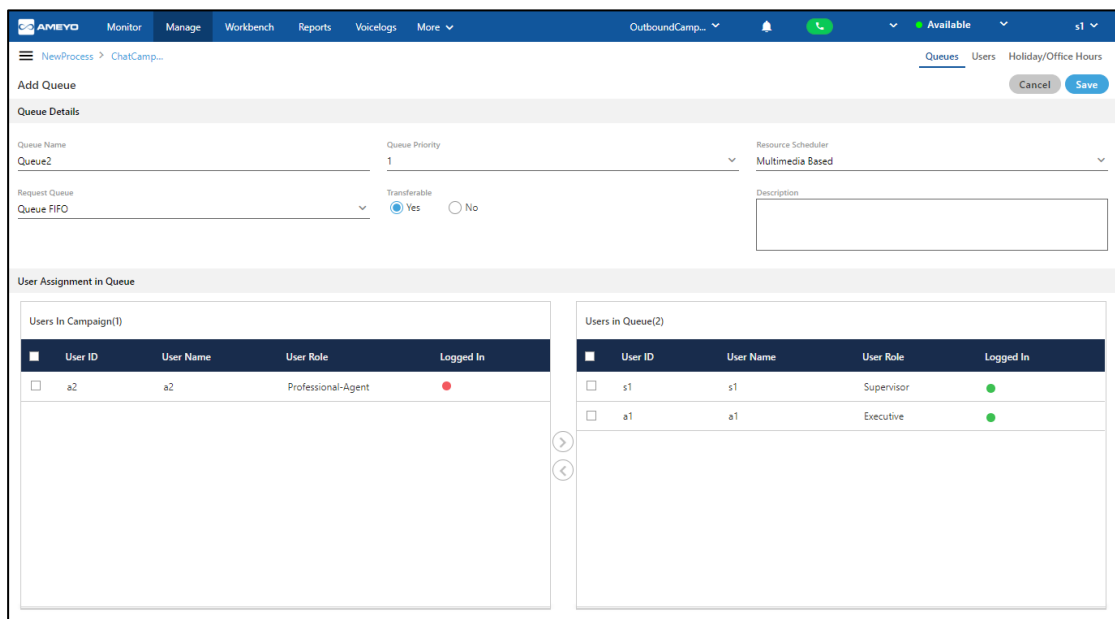 AMEYO Monitor Manage Workbench Reports Voicelogs More OutboundCamp... Available s1
NewProcess > ChatCamp... Queues Users Holiday/Office Hours
Add Queue Cancel Save
Queue Details
Queue Name Queue Priority Resource Scheduler
Queue2 1 Multimedia Based
Request Queue Transferable Description
Queue FIFO Yes No
User Assignment in Queue
Users In Campaign(1) Users in Queue(2)
User ID User Name User Role Logged In User ID User Name User Role Logged In
a2 a2 Professional-Agent s1 s1 Supervisor
a1 a1 Executive